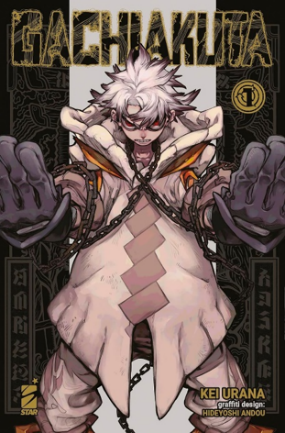 GACHIAKUTA
1
KEI URANA
graffiti design:
HIDEYOSHI ANDOU
STAR